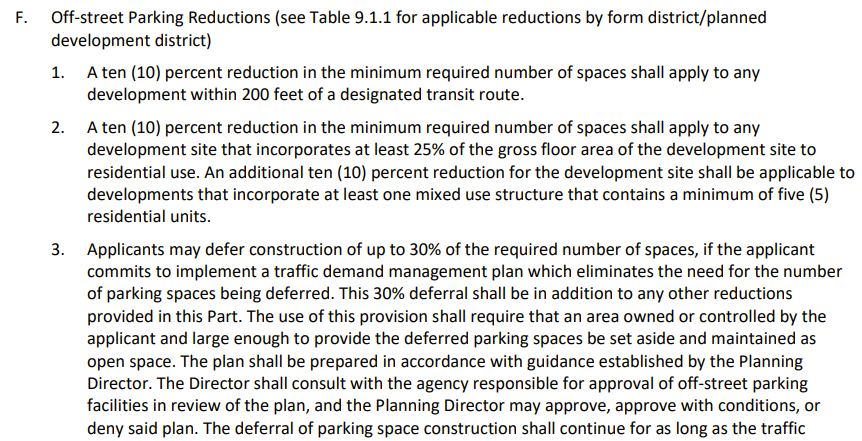 F. Off-street Parking Reductions (see Table 9.1.1 for applicable reductions by form district/planned
development district)
1. A ten (10) percent reduction in the minimum required number of spaces shall apply to any
development within 200 feet of a designated transit route.
2. A ten (10) percent reduction in the minimum required number of spaces shall apply to any
development site that incorporates at least 25% of the gross floor area of the development site to
residential use. An additional ten (10) percent reduction for the development site shall be applicable to
developments that incorporate at least one mixed use structure that contains a minimum of five (5)
residential units.
3. Applicants may defer construction of up to 30% of the required number of spaces, if the applicant
commits to implement a traffic demand management plan which eliminates the need for the number
of parking spaces being deferred. This 30% deferral shall be in addition to any other reductions
provided in this Part. The use of this provision shall require that an area owned or controlled by the
applicant and large enough to provide the deferred parking spaces be set aside and maintained as
open space. The plan shall be prepared in accordance with guidance established by the Planning
Director. The Director shall consult with the agency responsible for approval of off-street parking
facilities in review of the plan, and the Planning Director may approve, approve with conditions, or
deny said plan. The deferral of parking space construction shall continue for as long as the traffic